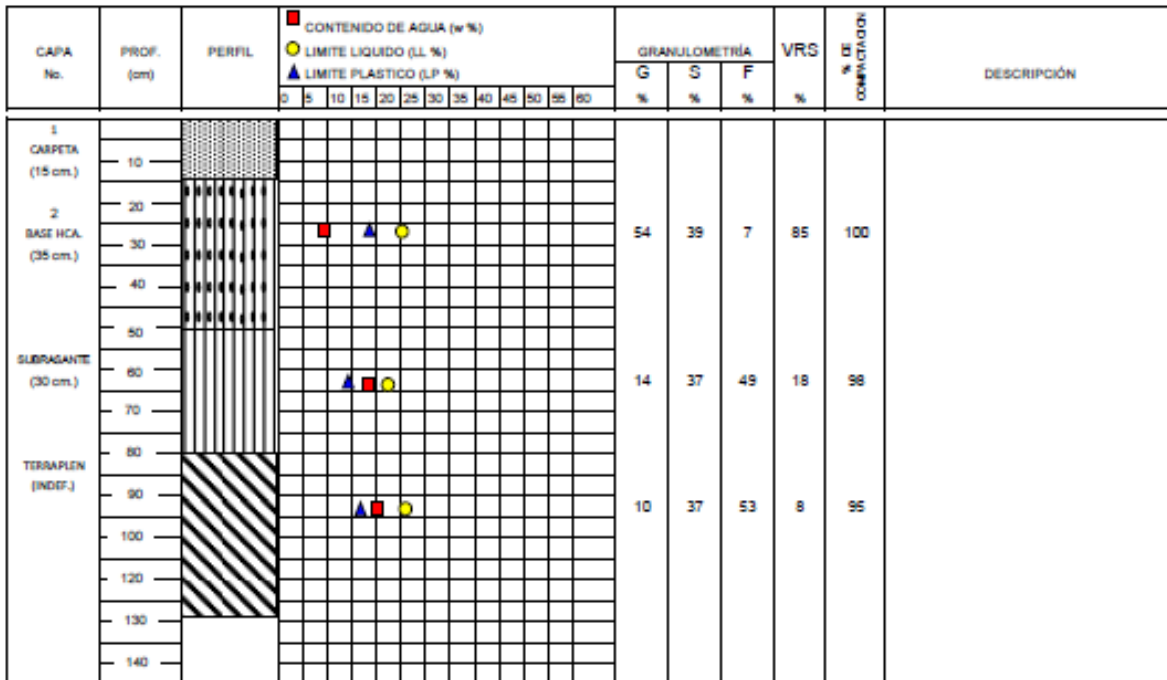 CAPA
No.
PROF.
(cm)
PERFIL
CONTENIDO DE AGUA (w %)
LIMITE LIQUIDO (LL %)
LIMITE PLASTICO (LP %)
0 5 10 15 20 25 30 35 40 45 50 55 60
GRANULOMETRÍA
G S F
% % %
VRS
%
% DE
COMPACTACION
DESCRIPCIÓN
1
CARPETA
(15 cm.)
10
20
2
BASE HCA.
(35 cm.)
30
54 39 7 85 100
40
50
SUBRASANTE
(30 cm.)
60
14 37 49 18 98
70
80
TERRAPLEN
(INDEF.)
90
10 37 53 8 95
100
120
130
140